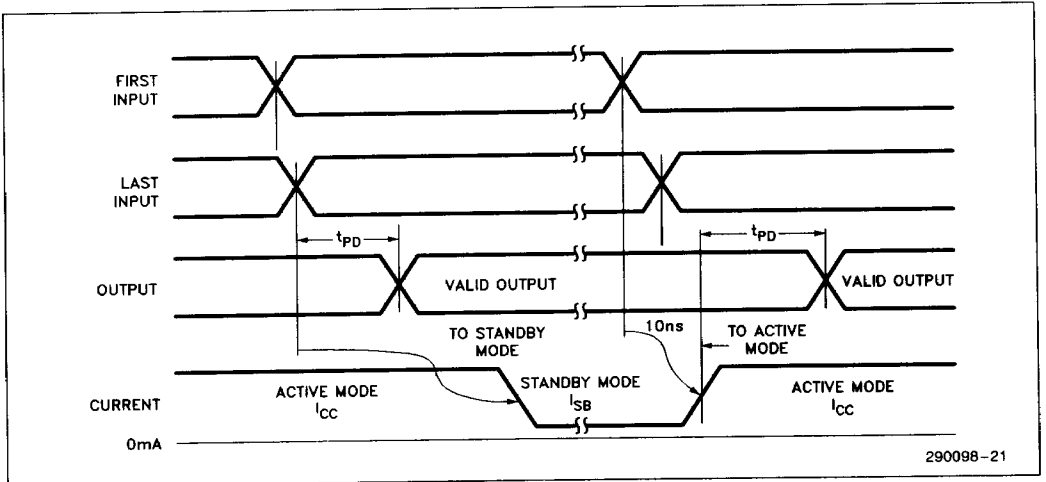 FIRST
INPUT
LAST
INPUT
tPD
tPD
OUTPUT
VALID OUTPUT
VALID OUTPUT
TO STANDBY
MODE
10ns
TO ACTIVE
MODE
CURRENT
ACTIVE MODE
ICC
STANDBY MODE
ISB
ACTIVE MODE
ICC
0mA
290098-21